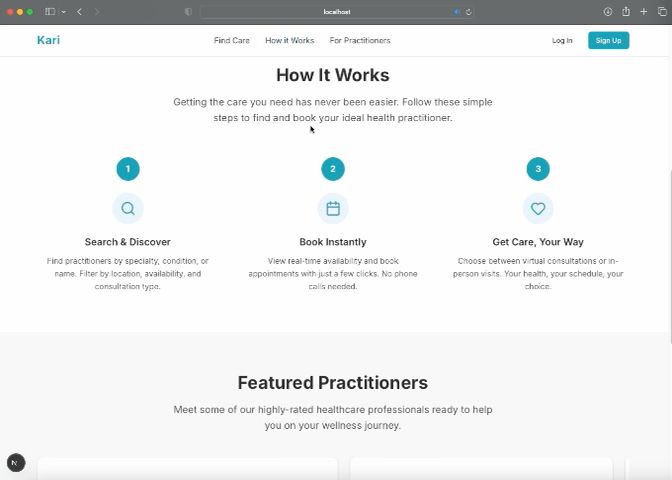 localhost
Kari
Find Care
How it Works
For Practitioners
Log In
Sign Up
How It Works
Getting the care you need has never been easier. Follow these simple
steps to find and book your ideal health practitioner.
1
2
3
Search & Discover
Find practitioners by specialty, condition, or
name. Filter by location, availability, and
consultation type.
Book Instantly
View real-time availability and book
appointments with just a few clicks. No phone
calls needed.
Get Care, Your Way
Choose between virtual consultations or in-
person visits. Your health, your schedule, your
choice.
Featured Practitioners
Meet some of our highly-rated healthcare professionals ready to help
you on your wellness journey.
N